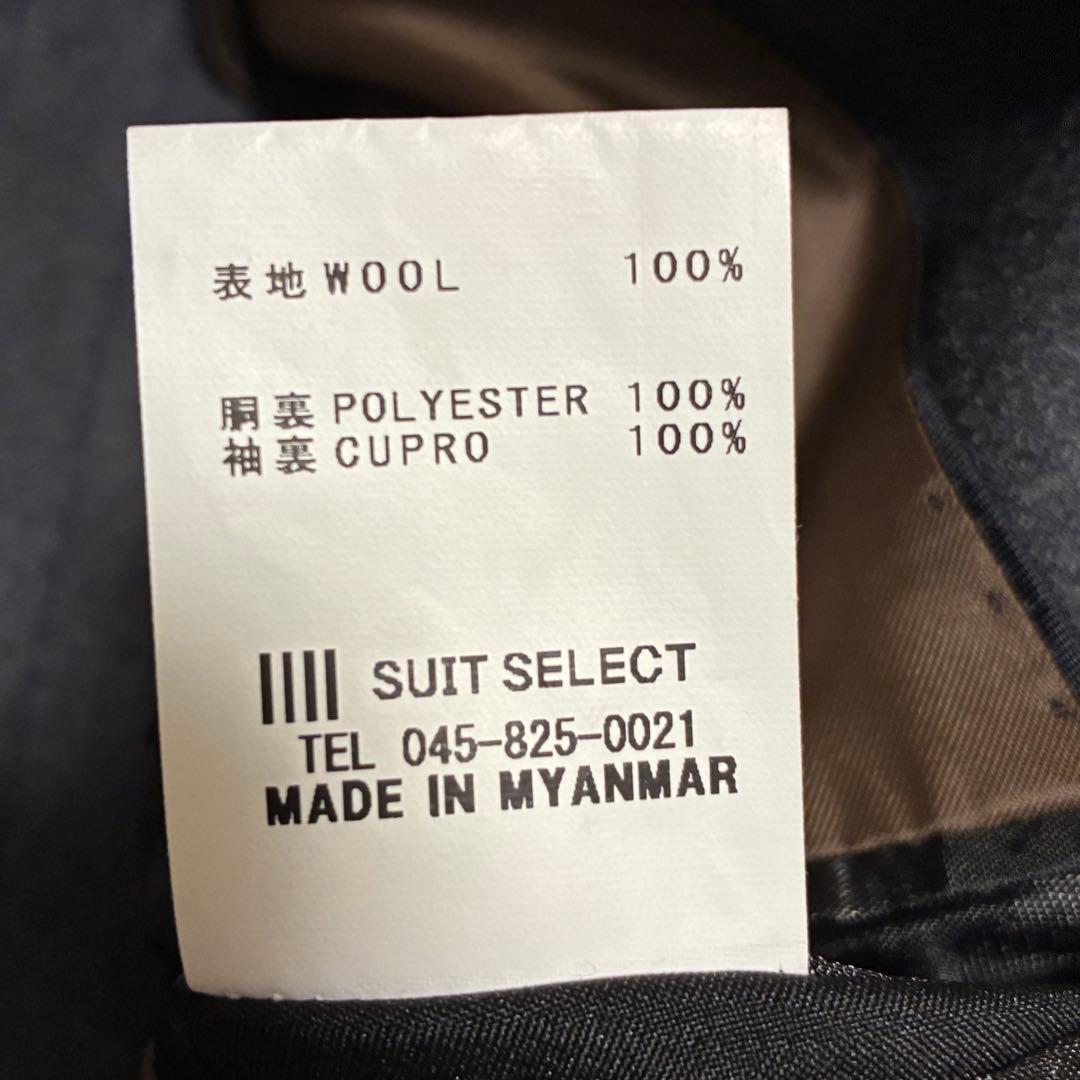 表地 WOOL 100%
胴裏 POLYESTER 100%
袖裏 CUPRO 100%
SUIT SELECT
TEL 045-825-0021
MADE IN MYANMAR